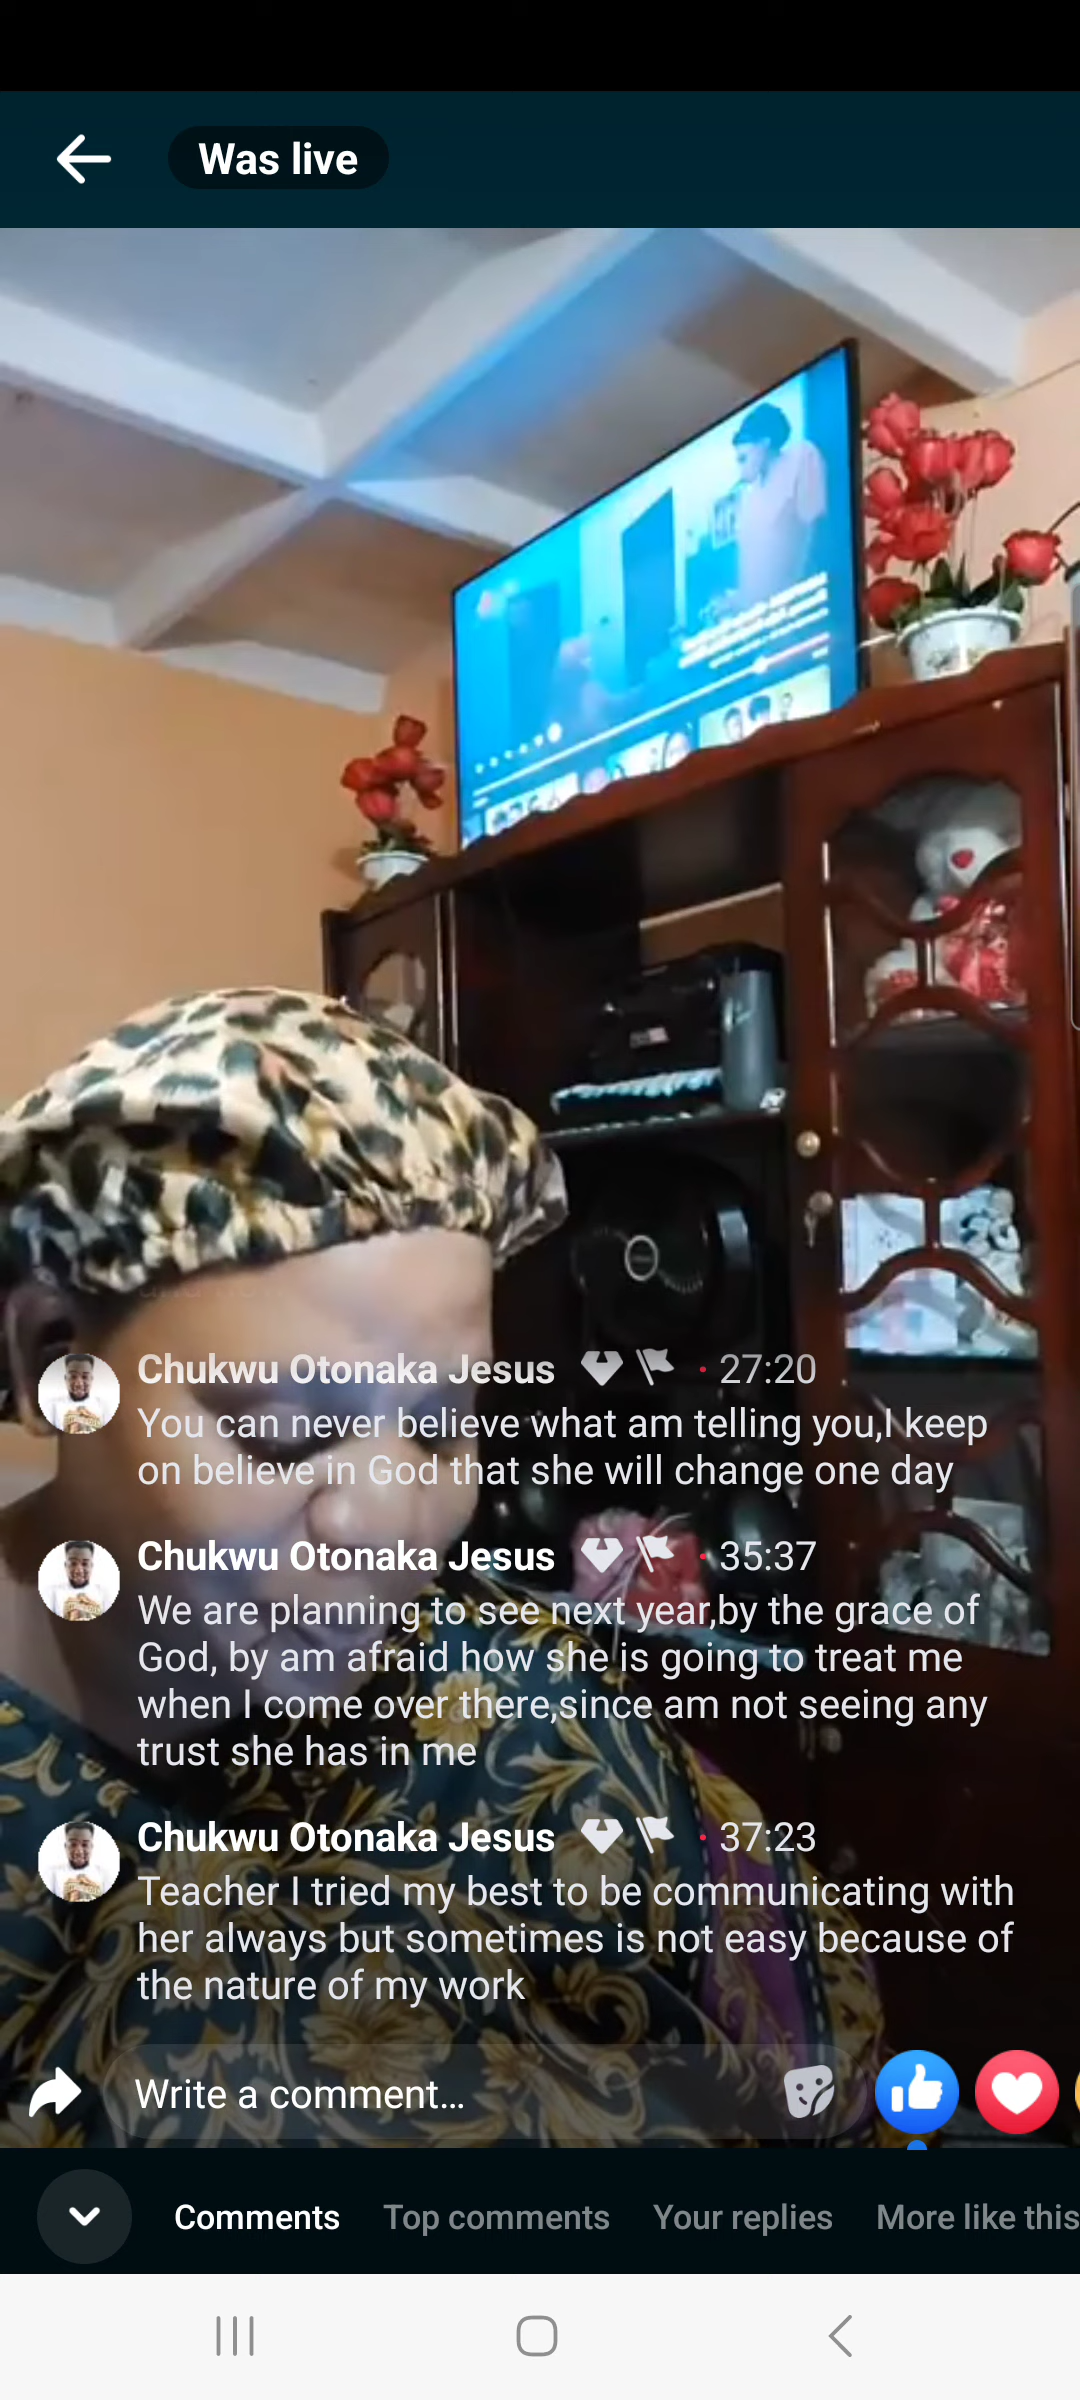 Was live
Chukwu Otonaka Jesus · 27:20
You can never believe what am telling you,I keep
on believe in God that she will change one day
Chukwu Otonaka Jesus · 35:37
We are planning to see next year,by the grace of
God, by am afraid how she is going to treat me
when I come over there,since am not seeing any
trust she has in me
Chukwu Otonaka Jesus · 37:23
Teacher I tried my best to be communicating with
her always but sometimes is not easy because of
the nature of my work
Write a comment...
Comments Top comments Your replies More like this